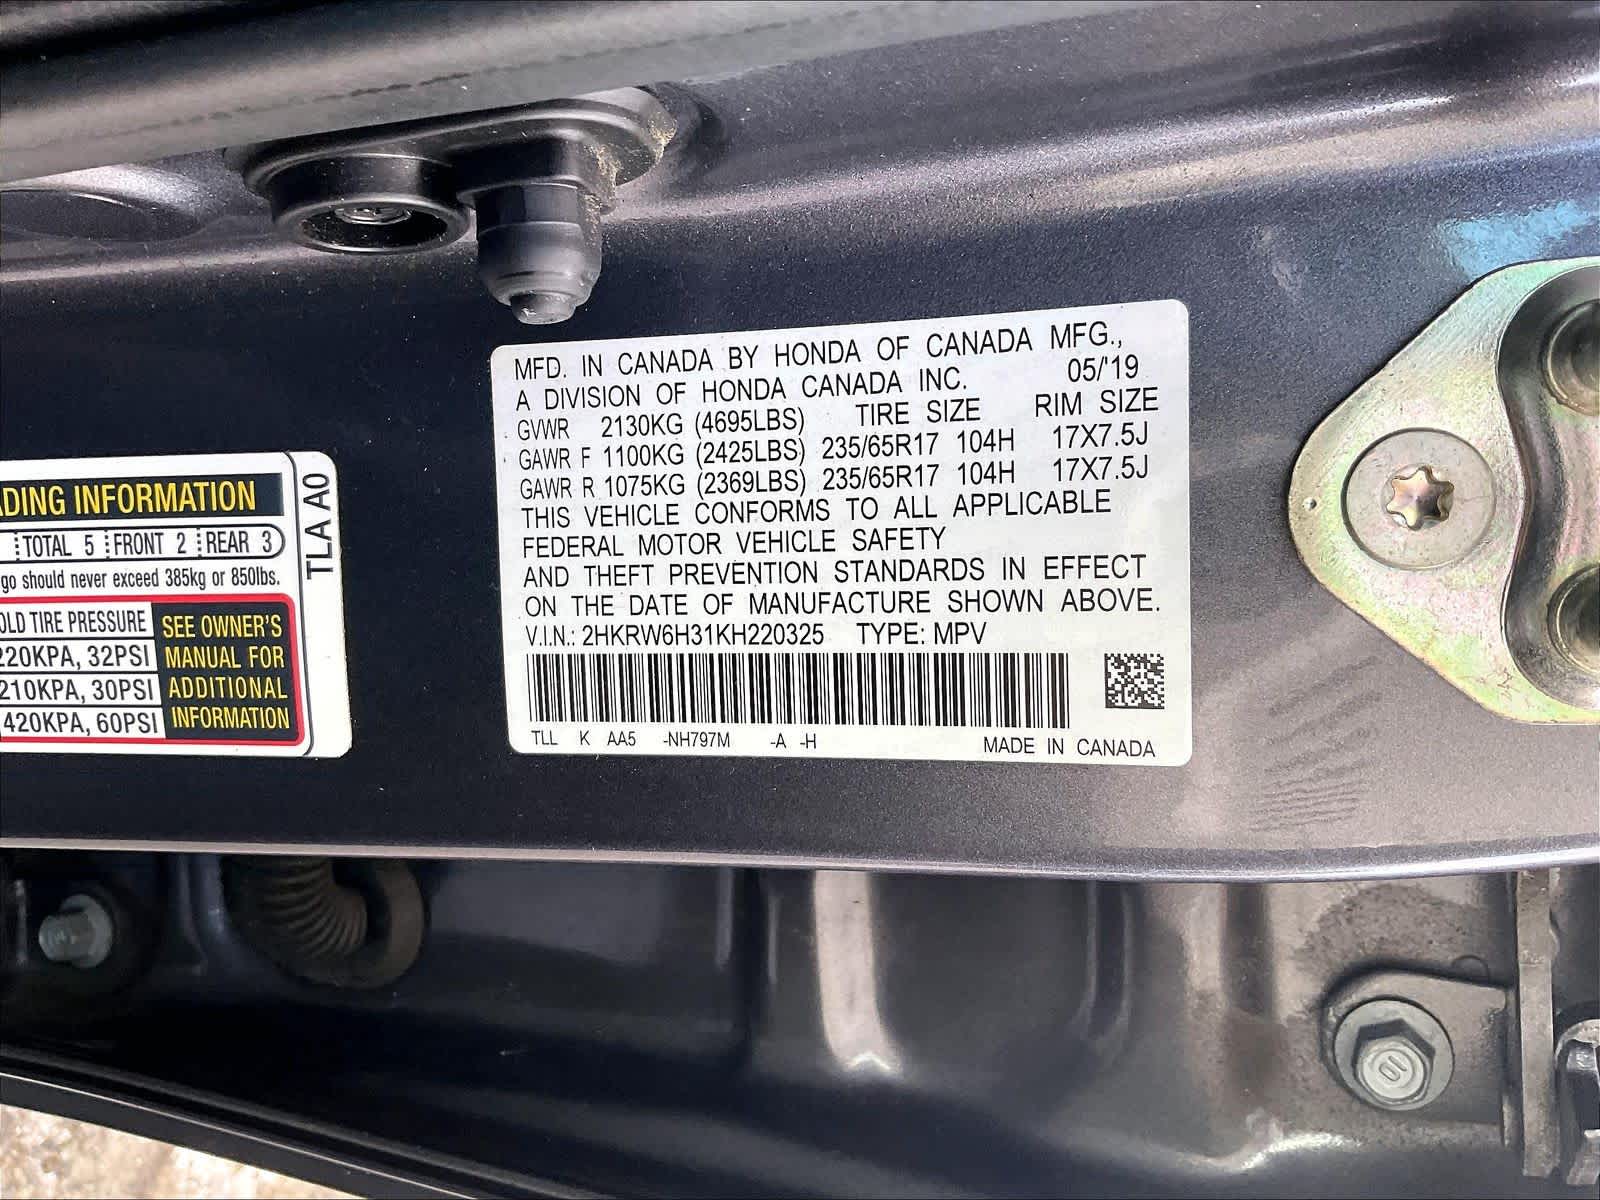 MFD. IN CANADA BY HONDA OF CANADA MFG.,
A DIVISION OF HONDA CANADA INC. 05/'19
GVWR 2130KG (4695LBS) TIRE SIZE RIM SIZE
GAWR F 1100KG (2425LBS) 235/65R17 104H 17X7.5J
GAWR R 1075KG (2369LBS) 235/65R17 104H 17X7.5J
THIS VEHICLE CONFORMS TO ALL APPLICABLE
FEDERAL MOTOR VEHICLE SAFETY
AND THEFT PREVENTION STANDARDS IN EFFECT
ON THE DATE OF MANUFACTURE SHOWN ABOVE.
V.I.N.: 2HKRW6H31KH220325 TYPE: MPV
TLL K AA5 -NH797M -A -H MADE IN CANADA
ADING INFORMATION
TOTAL 5 FRONT 2 REAR 3
go should never exceed 385kg or 850lbs.
OLD TIRE PRESSURE
220KPA, 32PSI
210KPA, 30PSI
420KPA, 60PSI
SEE OWNER'S
MANUAL FOR
ADDITIONAL
INFORMATION
TLA A0